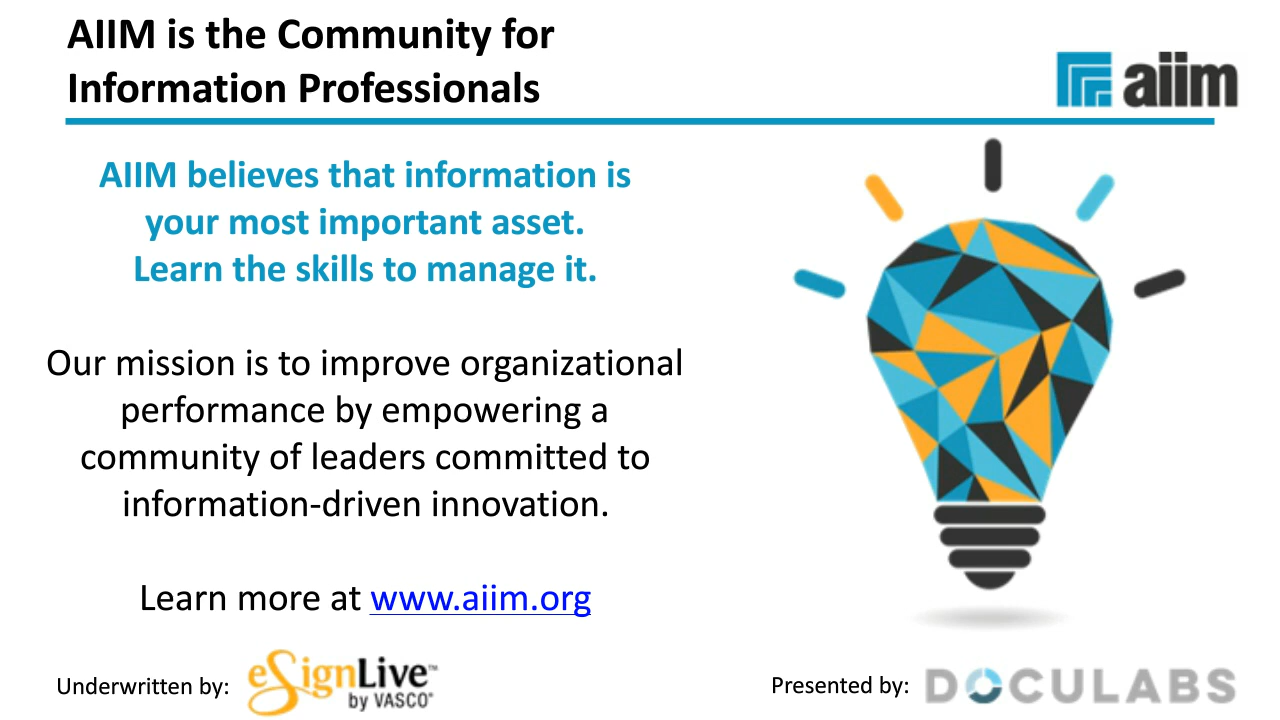 AIIM is the Community for
Information Professionals
aiim
AIIM believes that information is
your most important asset.
Learn the skills to manage it.
Our mission is to improve organizational
performance by empowering a
community of leaders committed to
information-driven innovation.
Learn more at www.aiim.org
Underwritten by:
eSignLive™
by VASCO®
Presented by:
DOCULABS